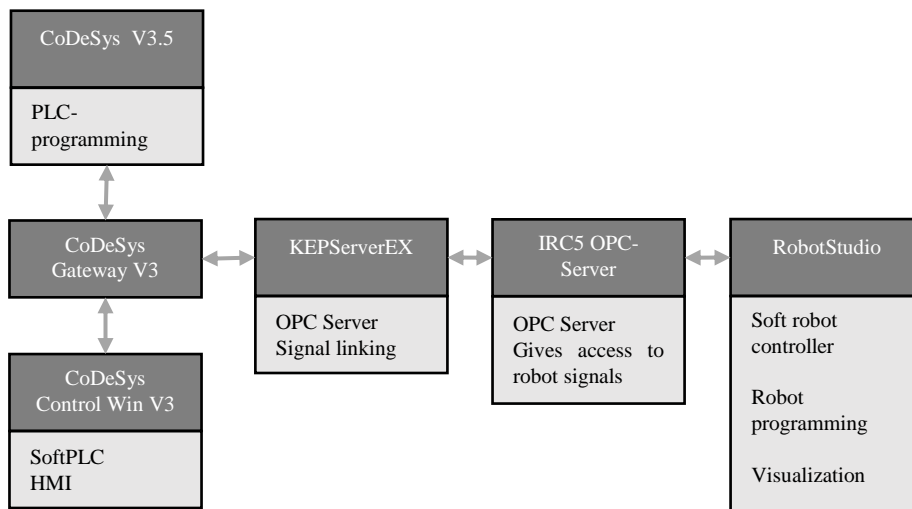 CoDeSys V3.5
PLC-
programming
CoDeSys
Gateway V3
CoDeSys
Control Win V3
SoftPLC
HMI
KEPServerEX
OPC Server
Signal linking
IRC5 OPC-
Server
OPC Server
Gives access to
robot signals
RobotStudio
Soft robot
controller
Robot
programming
Visualization